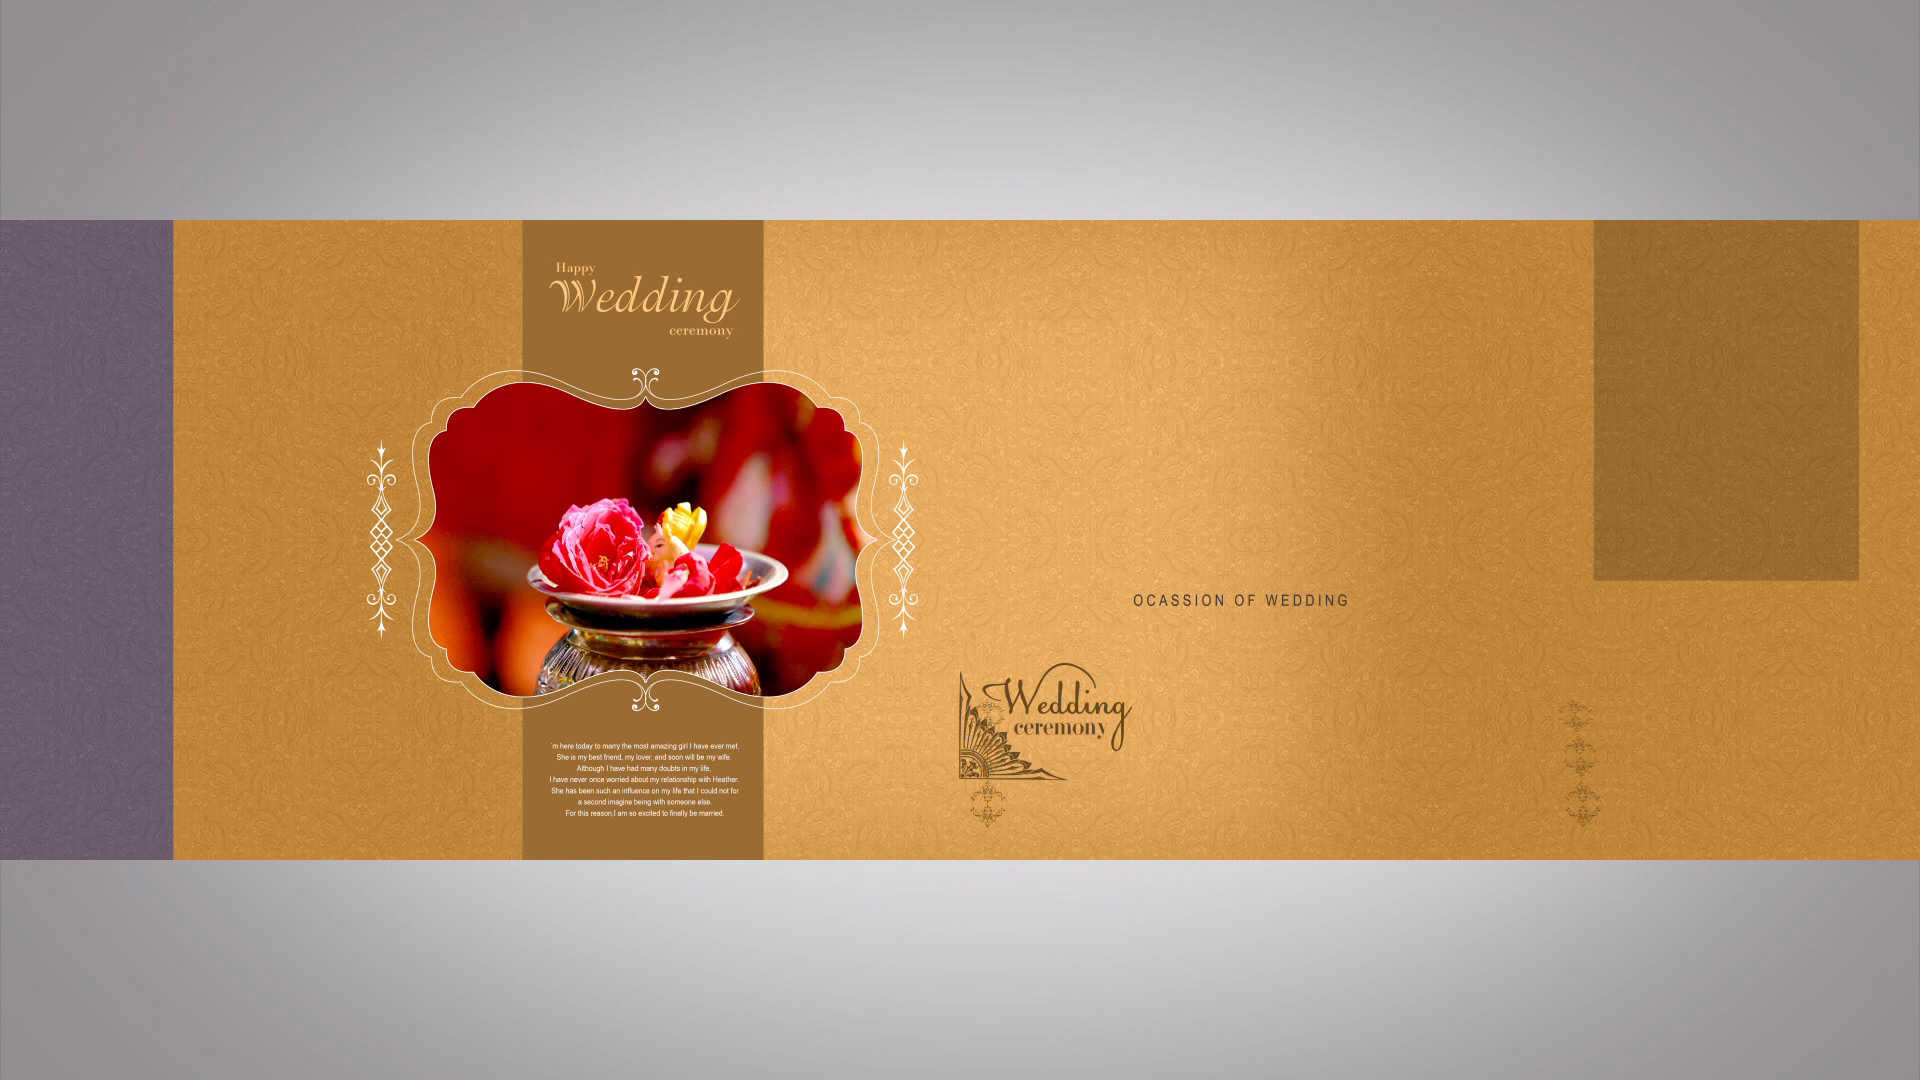 Happy
Wedding
ceremony
'm here today to marry the most amazing girl I have ever met.
She is my best friend, my lover, and soon will be my wife.
Although I have had many doubts in my life,
I have never once worried about my relationship with Heather.
She has been such an influence on my life that I could not for
a second imagine being with someone else.
For this reason,I am so excited to finally be married.
OCASSION OF WEDDING
Wedding
ceremony